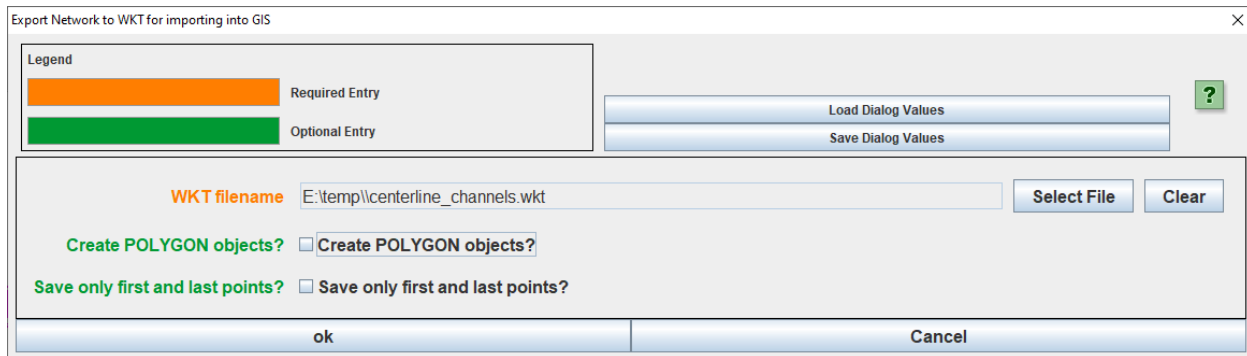 Export Network to WKT for importing into GIS
Legend
Required Entry
Optional Entry
Load Dialog Values
Save Dialog Values
?
WKT filename E:\temp\\centerline_channels.wkt Select File Clear
Create POLYGON objects? Create POLYGON objects?
Save only first and last points? Save only first and last points?
ok Cancel